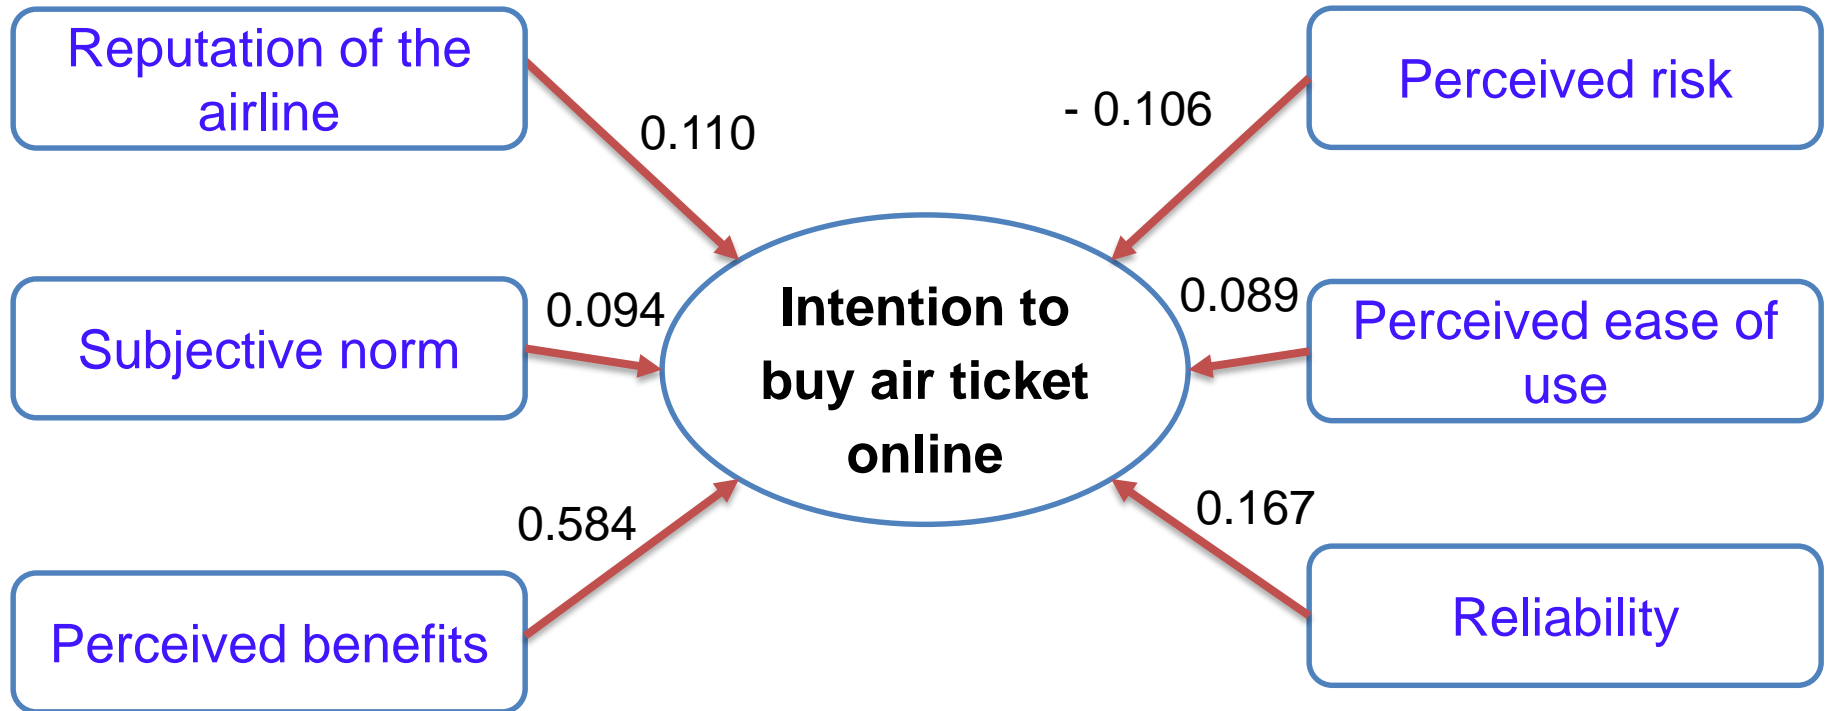 Reputation of the
airline
0.110
- 0.106
Perceived risk
Subjective norm
0.094
Intention to
buy air ticket
online
0.089
Perceived ease of
use
Perceived benefits
0.584
0.167
Reliability